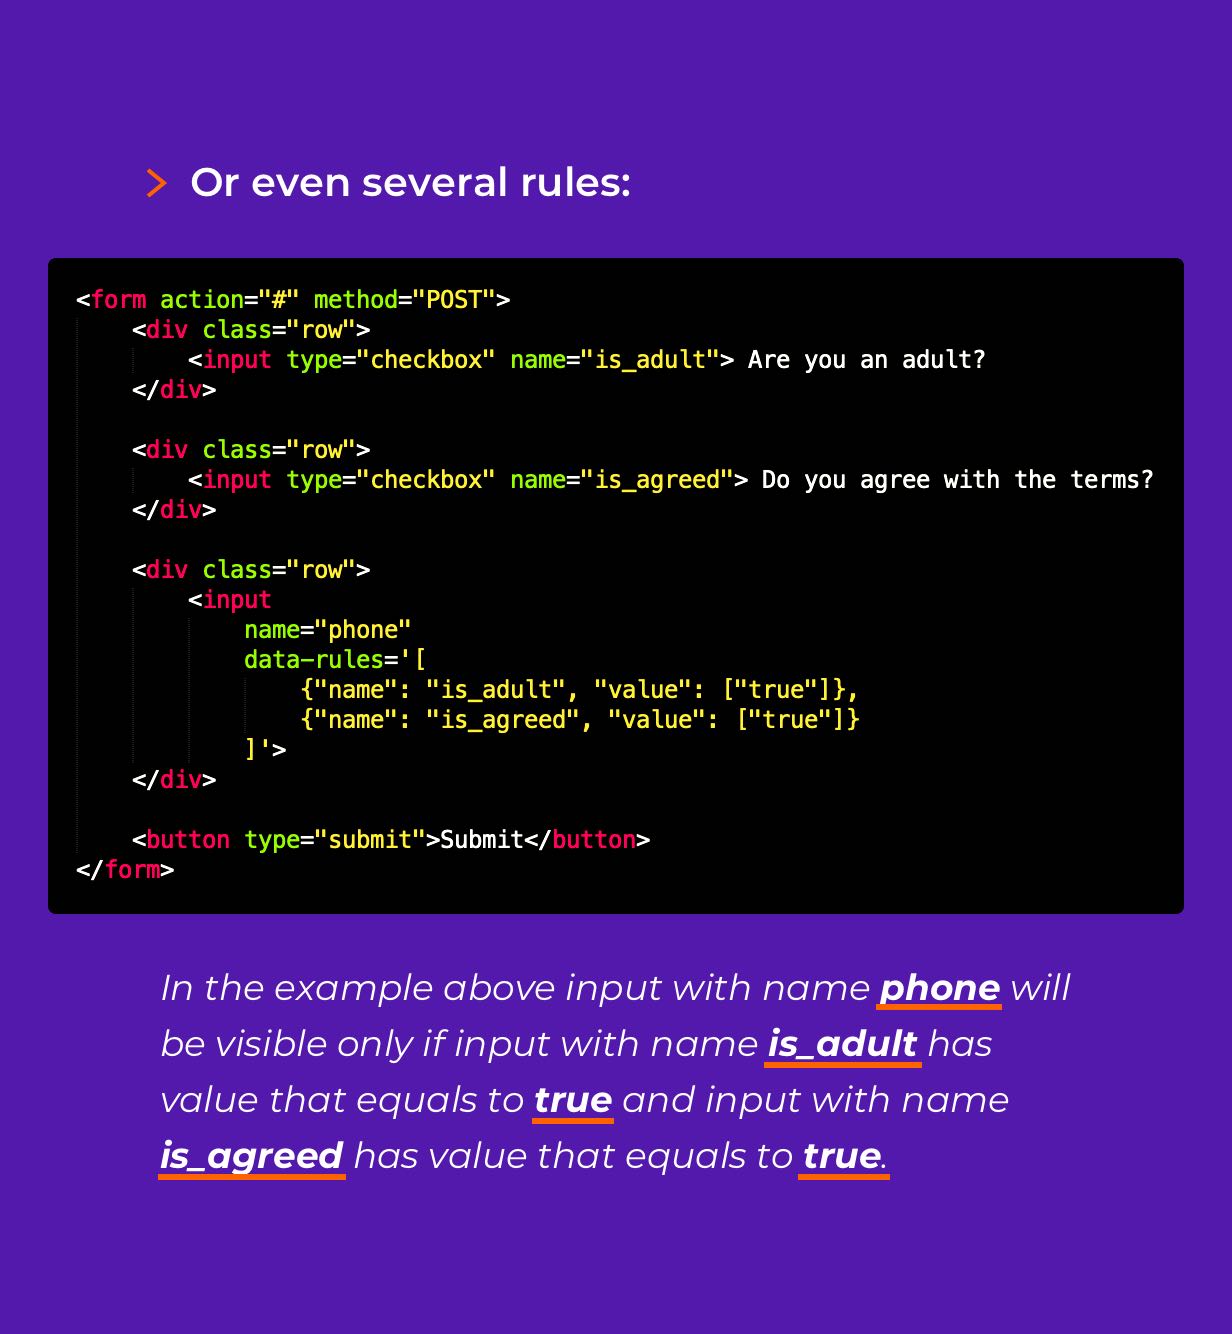 > Or even several rules:
<form action="#" method="POST">
    <div class="row">
        <input type="checkbox" name="is_adult"> Are you an adult?
    </div>

    <div class="row">
        <input type="checkbox" name="is_agreed"> Do you agree with the terms?
    </div>

    <div class="row">
        <input
            name="phone"
            data-rules='[
                {"name": "is_adult", "value": ["true"]},
                {"name": "is_agreed", "value": ["true"]}
            ]'>
    </div>

    <button type="submit">Submit</button>
</form>
In the example above input with name phone will
be visible only if input with name is_adult has
value that equals to true and input with name
is_agreed has value that equals to true.